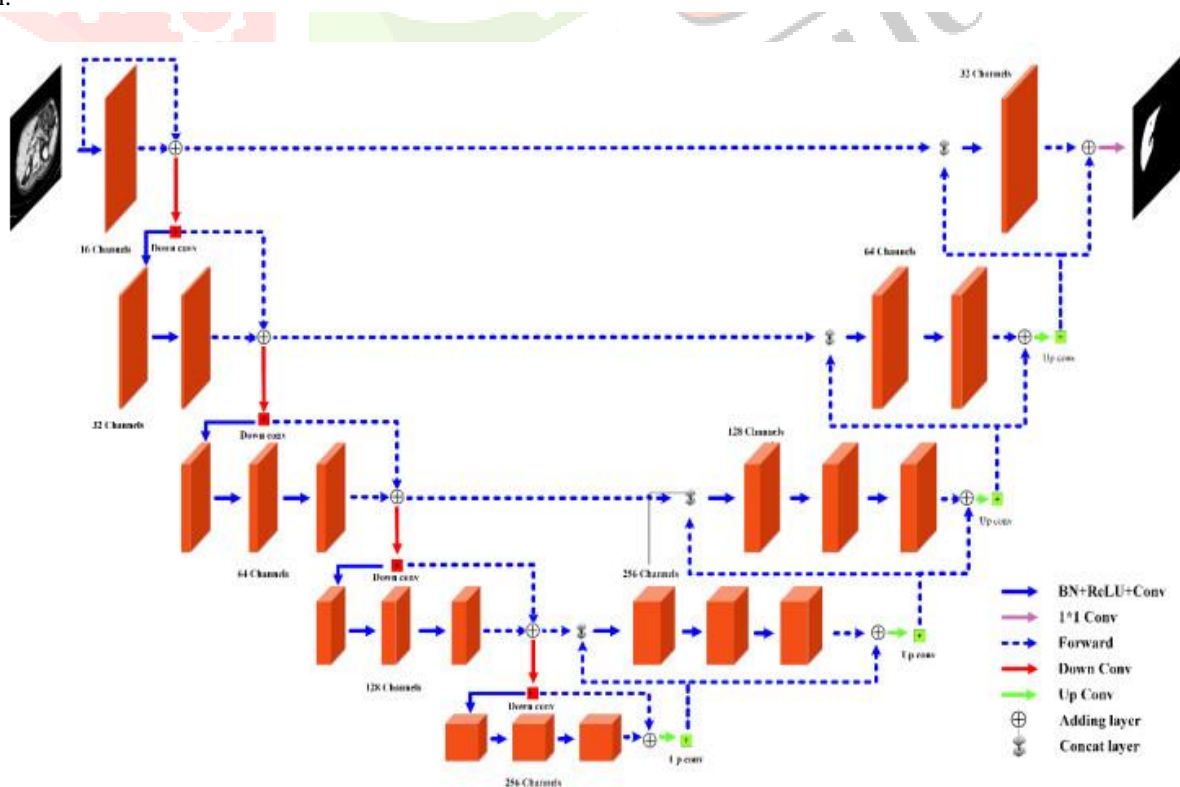 32 Channels
16 Channels
Down conv
64 Channels
Up conv
32 Channels
Down conv
128 Channels
Up conv
64 Channels
Down conv
256 Channels
Up conv
128 Channels
Down conv
Up conv
256 Channels
BN+ReLU+Conv
1*1 Conv
Forward
Down Conv
Up Conv
Adding layer
Concat layer